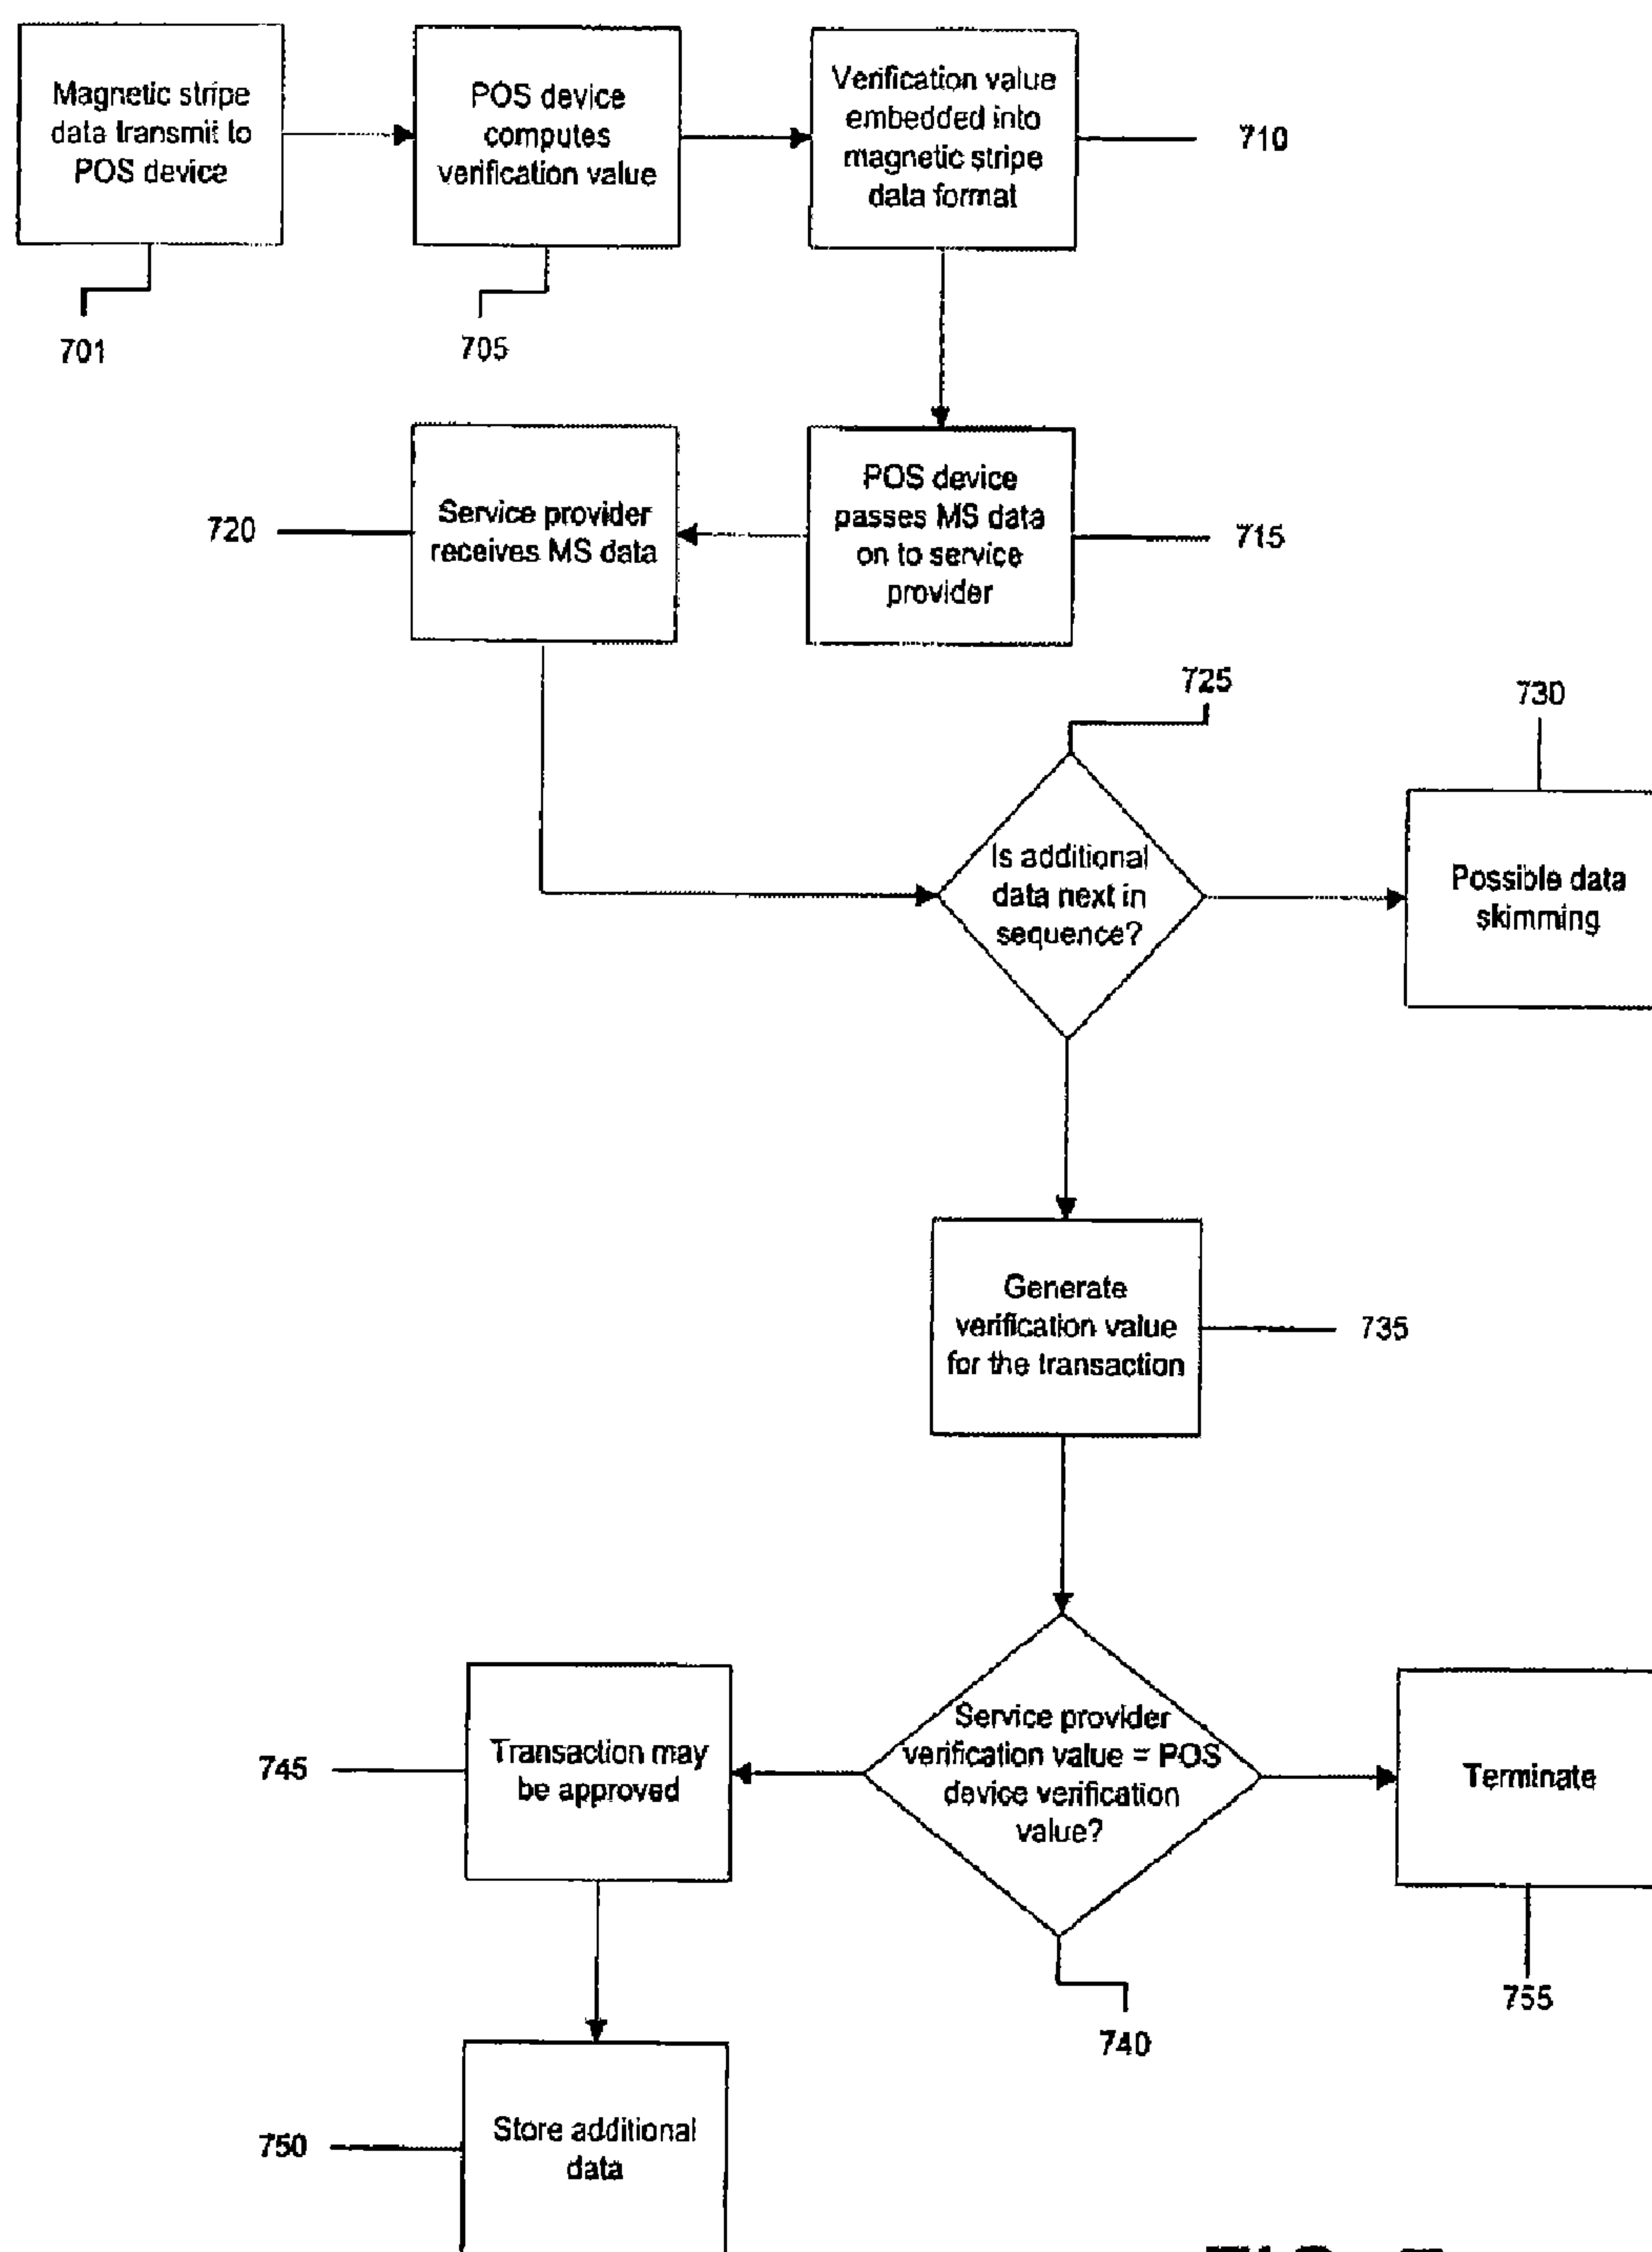 Magnetic stripe
data transmit to
POS device
701
POS device
computes
verification value
705
Verification value
embedded into
magnetic stripe
data format
710
POS device
passes MS data
on to service
provider
715
Service provider
receives MS data
720
725
Is additional
data next in
sequence?
730
Possible data
skimming
Generate
verification value
for the transaction
735
Service provider
verification value = POS
device verification
value?
740
Transaction may
be approved
745
Terminate
755
Store additional
data
750